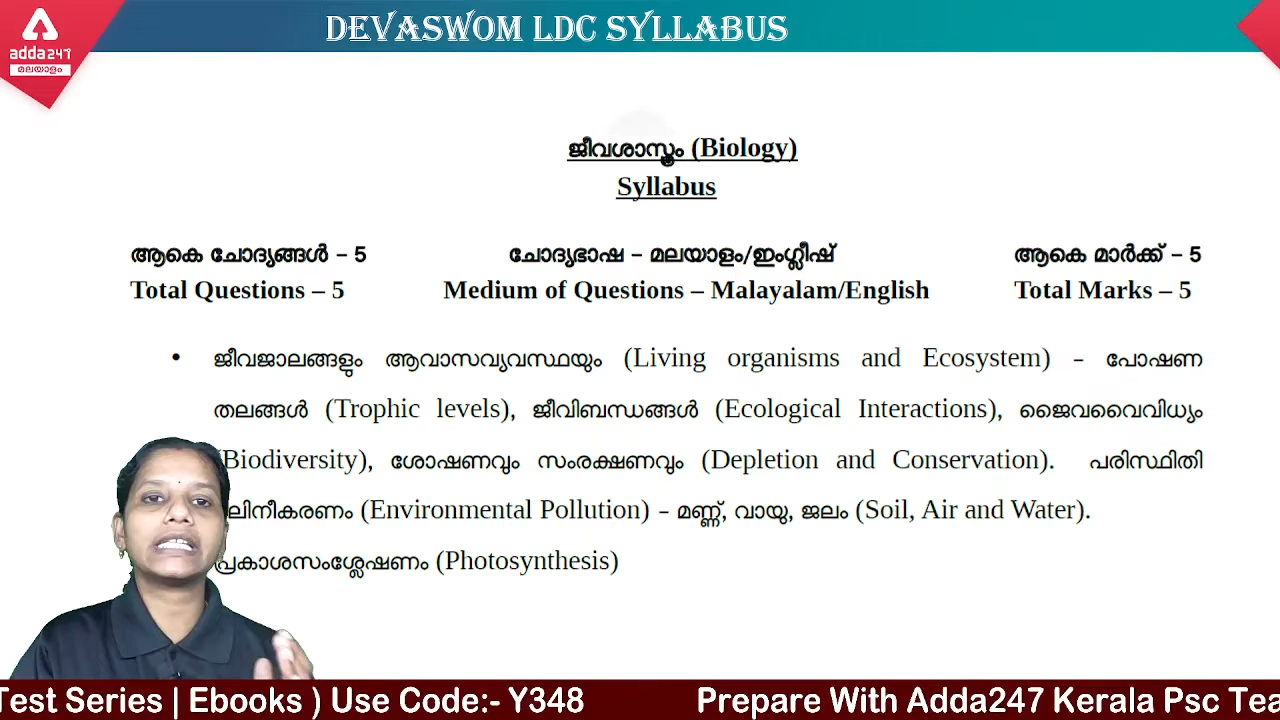 DEVASWOM LDC SYLLABUS
adda247
മലയാളം
ജീവശാസ്ത്രം (Biology)
Syllabus
ആകെ ചോദ്യങ്ങൾ – 5 ചോദ്യഭാഷ – മലയാളം/ഇംഗ്ലീഷ് ആകെ മാർക്ക് – 5
Total Questions – 5 Medium of Questions – Malayalam/English Total Marks – 5
• ജീവജാലങ്ങളും ആവാസവ്യവസ്ഥയും (Living organisms and Ecosystem) – പോഷണ
തലങ്ങൾ (Trophic levels), ജീവിബന്ധങ്ങൾ (Ecological Interactions), ജൈവവൈവിധ്യം
(Biodiversity), ശോഷണവും സംരക്ഷണവും (Depletion and Conservation). പരിസ്ഥിതി
ലിനീകരണം (Environmental Pollution) – മണ്ണ്, വായു, ജലം (Soil, Air and Water).
പ്രകാശസംശ്ലേഷണം (Photosynthesis)
Test Series | Ebooks ) Use Code:- Y348 Prepare With Adda247 Kerala Psc Tea